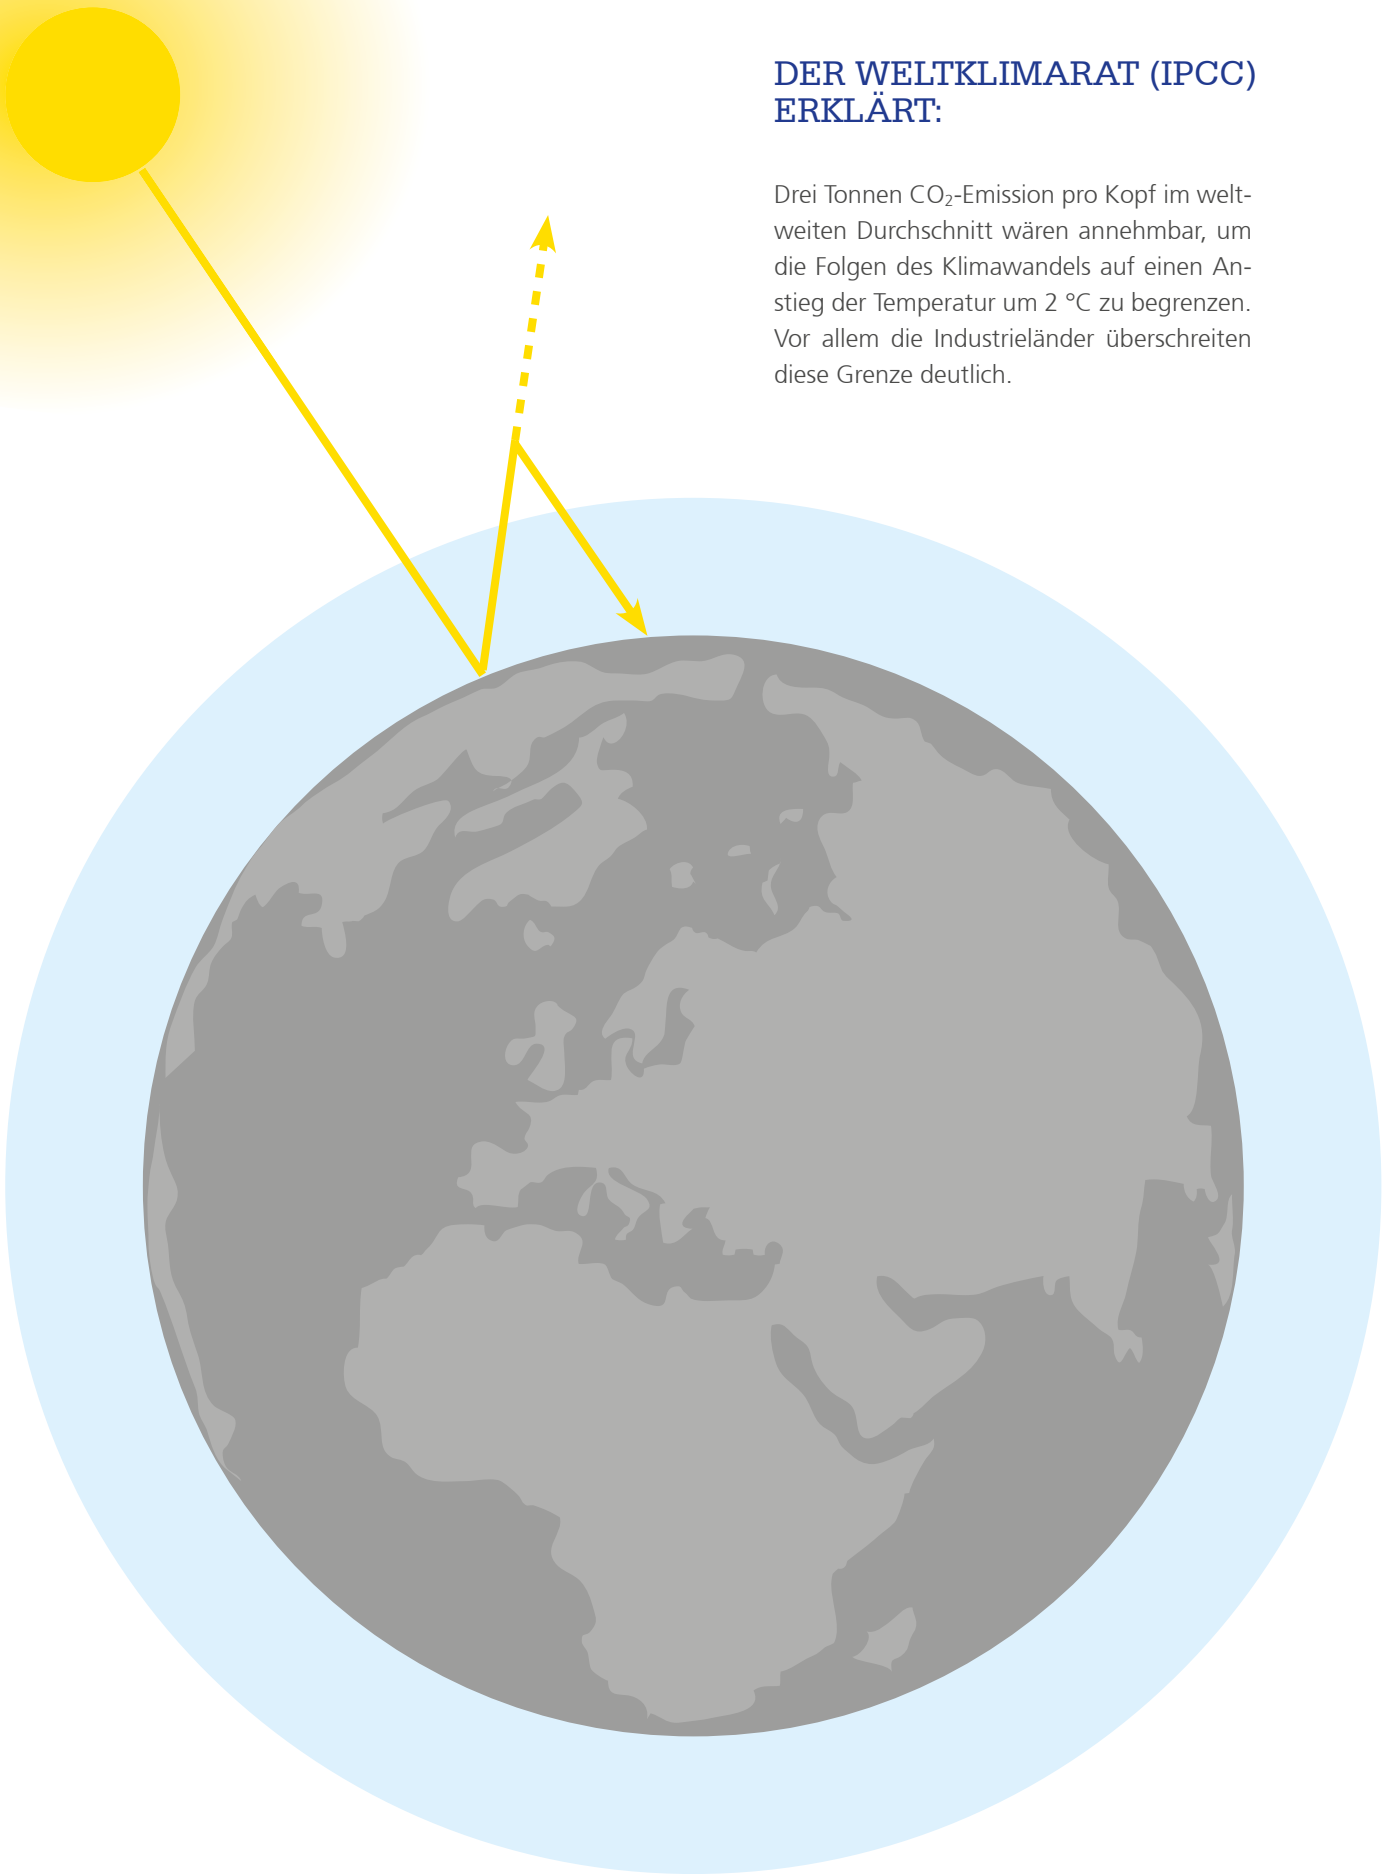 DER WELTKLIMARAT (IPCC)
ERKLÄRT:
Drei Tonnen CO₂-Emission pro Kopf im welt-
weiten Durchschnitt wären annehmbar, um
die Folgen des Klimawandels auf einen An-
stieg der Temperatur um 2 °C zu begrenzen.
Vor allem die Industrieländer überschreiten
diese Grenze deutlich.